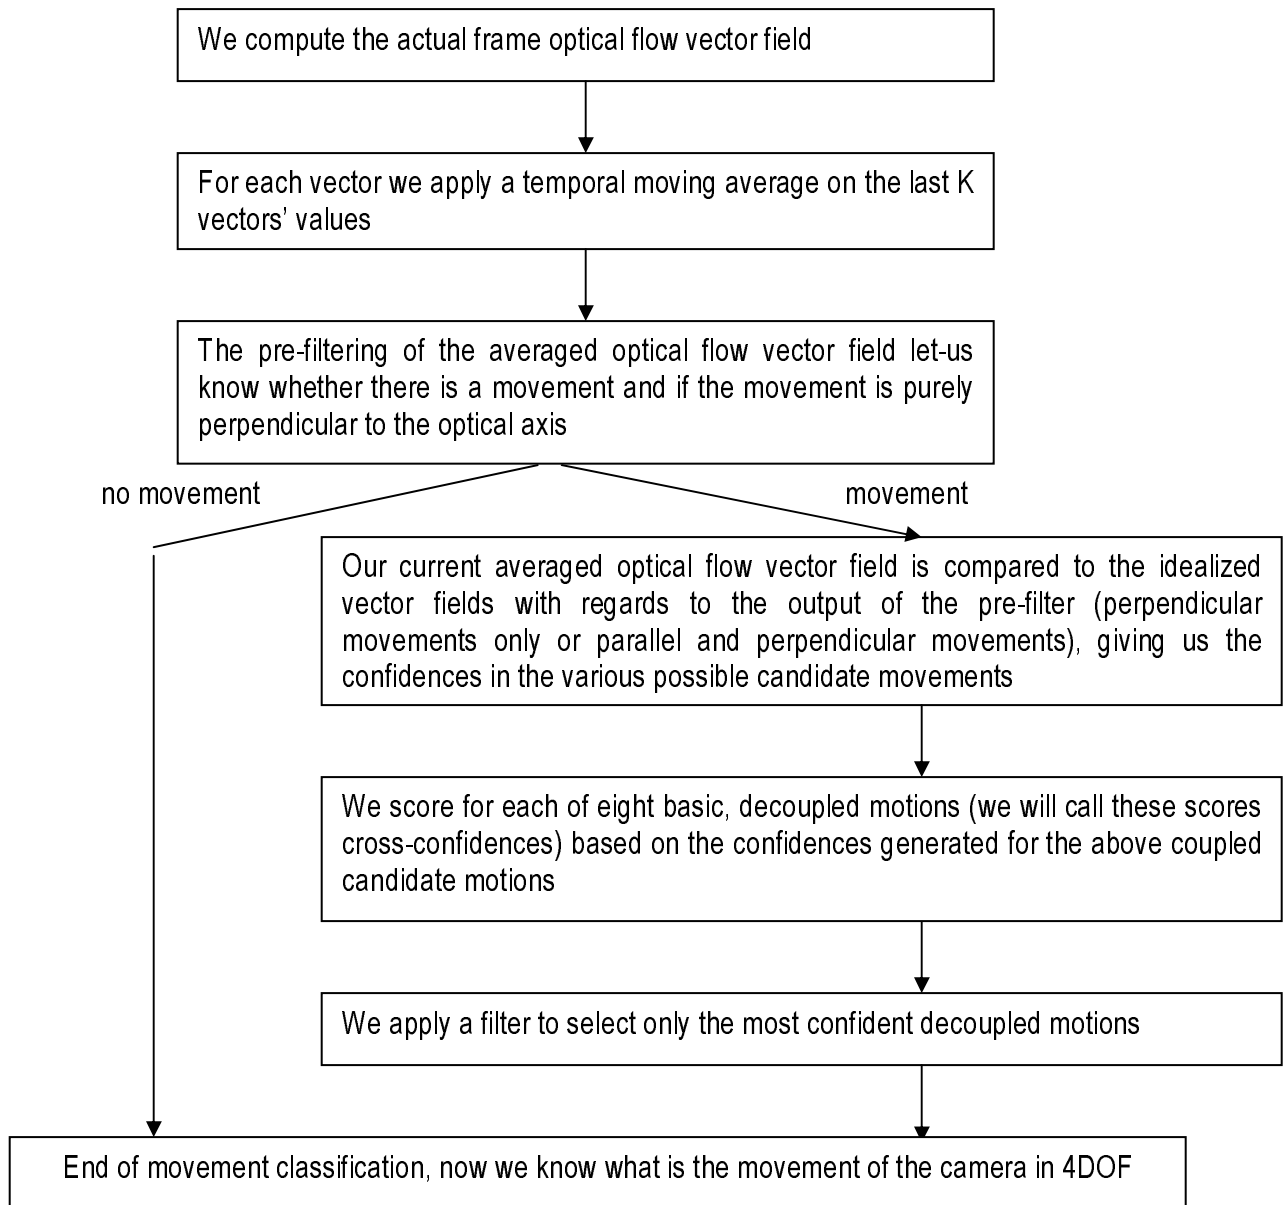 We compute the actual frame optical flow vector field
For each vector we apply a temporal moving average on the last K
vectors’ values
The pre-filtering of the averaged optical flow vector field let-us
know whether there is a movement and if the movement is purely
perpendicular to the optical axis
no movement
movement
Our current averaged optical flow vector field is compared to the idealized
vector fields with regards to the output of the pre-filter (perpendicular
movements only or parallel and perpendicular movements), giving us the
confidences in the various possible candidate movements
We score for each of eight basic, decoupled motions (we will call these scores
cross-confidences) based on the confidences generated for the above coupled
candidate motions
We apply a filter to select only the most confident decoupled motions
End of movement classification, now we know what is the movement of the camera in 4DOF